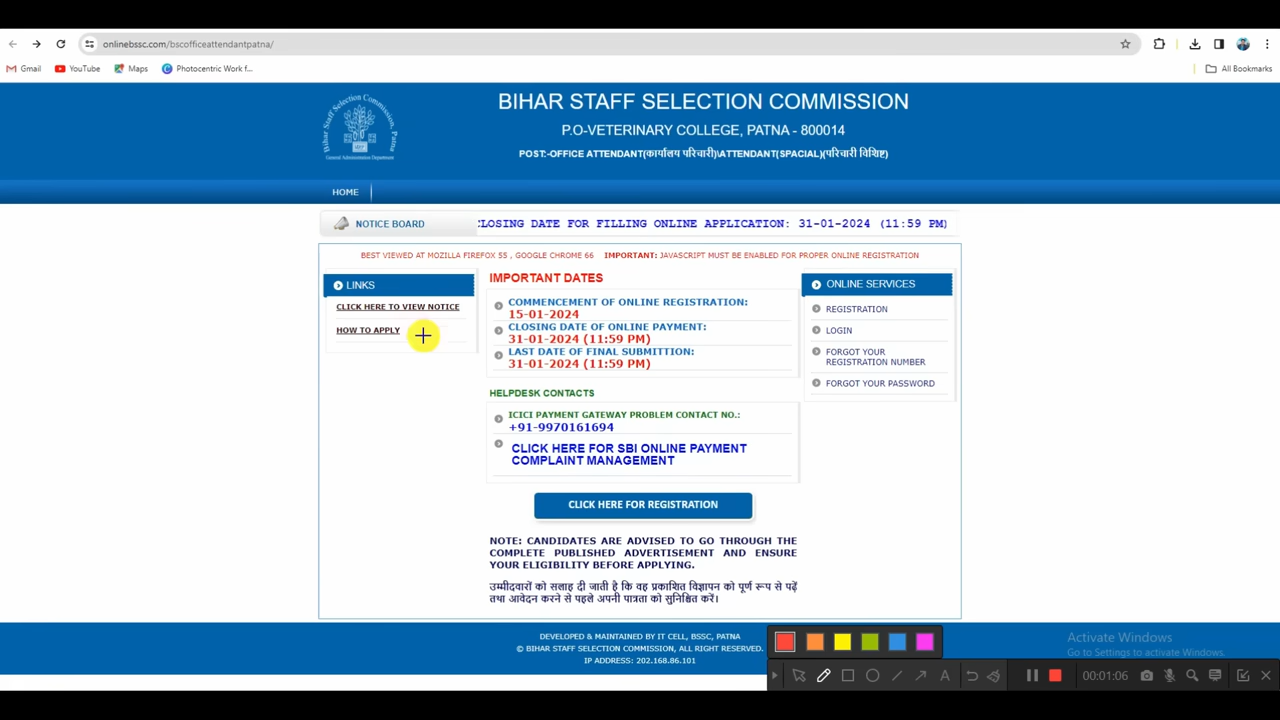 onlinebssc.com/bscofficeattendantpatna/
Gmail YouTube Maps Photocentric Work f... All Bookmarks
Bihar Staff Selection Commission, Patna
General Administration Department
BIHAR STAFF SELECTION COMMISSION
P.O-VETERINARY COLLEGE, PATNA - 800014
POST:-OFFICE ATTENDANT(कार्यालय परिचारी)\ATTENDANT(SPACIAL)(परिचारी विशिष्ट)
HOME
NOTICE BOARD
CLOSING DATE FOR FILLING ONLINE APPLICATION: 31-01-2024 (11:59 PM)
BEST VIEWED AT MOZILLA FIREFOX 55 , GOOGLE CHROME 66 IMPORTANT: JAVASCRIPT MUST BE ENABLED FOR PROPER ONLINE REGISTRATION
LINKS
CLICK HERE TO VIEW NOTICE
HOW TO APPLY
IMPORTANT DATES
COMMENCEMENT OF ONLINE REGISTRATION:
15-01-2024
CLOSING DATE OF ONLINE PAYMENT:
31-01-2024 (11:59 PM)
LAST DATE OF FINAL SUBMITTION:
31-01-2024 (11:59 PM)
HELPDESK CONTACTS
ICICI PAYMENT GATEWAY PROBLEM CONTACT NO.:
+91-9970161694
CLICK HERE FOR SBI ONLINE PAYMENT
COMPLAINT MANAGEMENT
ONLINE SERVICES
REGISTRATION
LOGIN
FORGOT YOUR
REGISTRATION NUMBER
FORGOT YOUR PASSWORD
CLICK HERE FOR REGISTRATION
NOTE: CANDIDATES ARE ADVISED TO GO THROUGH THE
COMPLETE PUBLISHED ADVERTISEMENT AND ENSURE
YOUR ELIGIBILITY BEFORE APPLYING.
उम्मीदवारों को सलाह दी जाती है कि वह प्रकाशित विज्ञापन को पूर्ण रूप से पढ़ें
तथा आवेदन करने से पहले अपनी पात्रता को सुनिश्चित करें।
DEVELOPED & MAINTAINED BY IT CELL, BSSC, PATNA
© BIHAR STAFF SELECTION COMMISSION, ALL RIGHT RESERVED.
IP ADDRESS: 202.168.86.101
Activate Windows
Go to Settings to activate Windows.
A
00:01:06